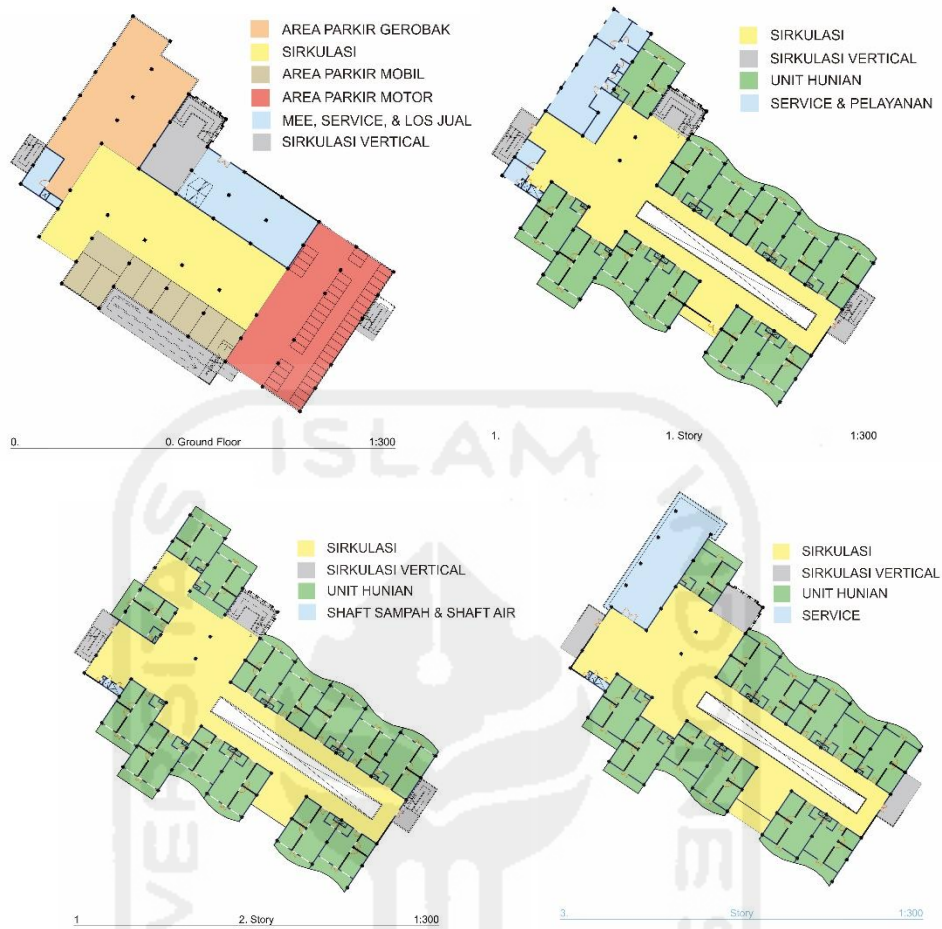 AREA PARKIR GEROBAK
SIRKULASI
AREA PARKIR MOBIL
AREA PARKIR MOTOR
MEE, SERVICE, & LOS JUAL
SIRKULASI VERTICAL
0. 0. Ground Floor 1:300
SIRKULASI
SIRKULASI VERTICAL
UNIT HUNIAN
SERVICE & PELAYANAN
1. 1. Story 1:300
ISLAM
SIRKULASI
SIRKULASI VERTICAL
UNIT HUNIAN
SHAFT SAMPAH & SHAFT AIR
1 2. Story 1:300
SIRKULASI
SIRKULASI VERTICAL
UNIT HUNIAN
SERVICE
3. Story 1:300